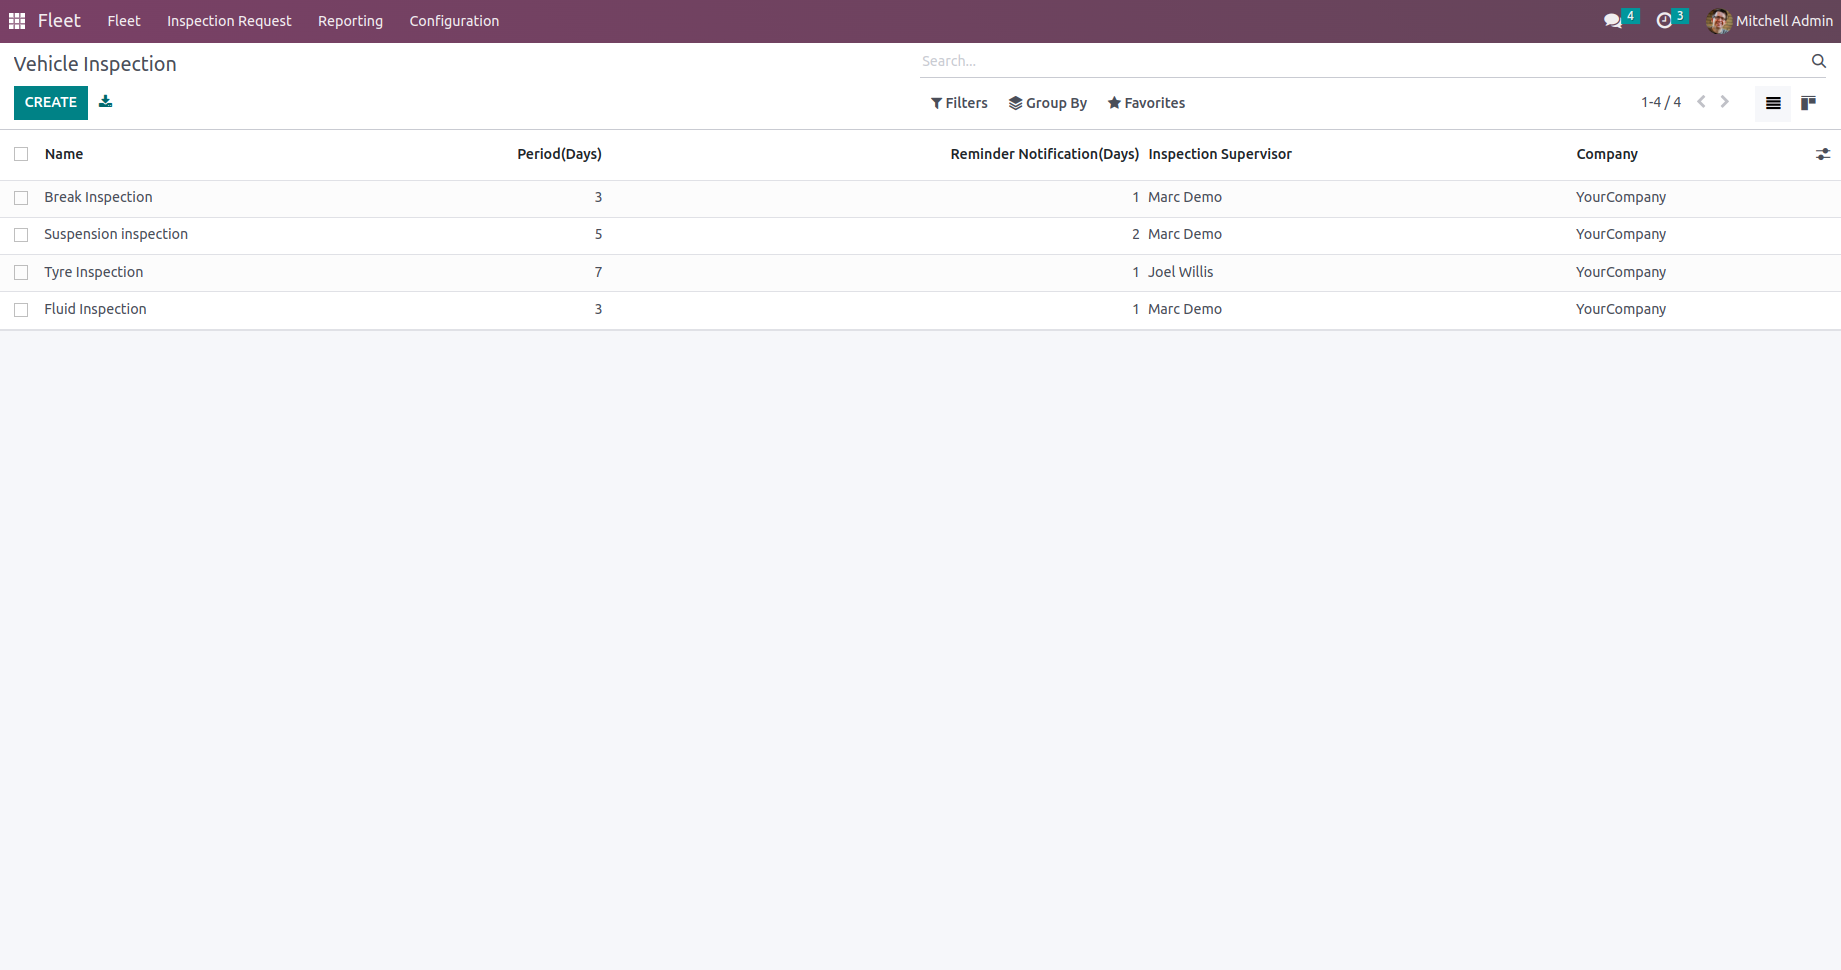 Fleet Fleet Inspection Request Reporting Configuration 4 3 Mitchell Admin
Vehicle Inspection Search...
CREATE Filters Group By Favorites 1-4 / 4
Name Period(Days) Reminder Notification(Days) Inspection Supervisor Company
Break Inspection 3 1 Marc Demo YourCompany
Suspension inspection 5 2 Marc Demo YourCompany
Tyre Inspection 7 1 Joel Willis YourCompany
Fluid Inspection 3 1 Marc Demo YourCompany